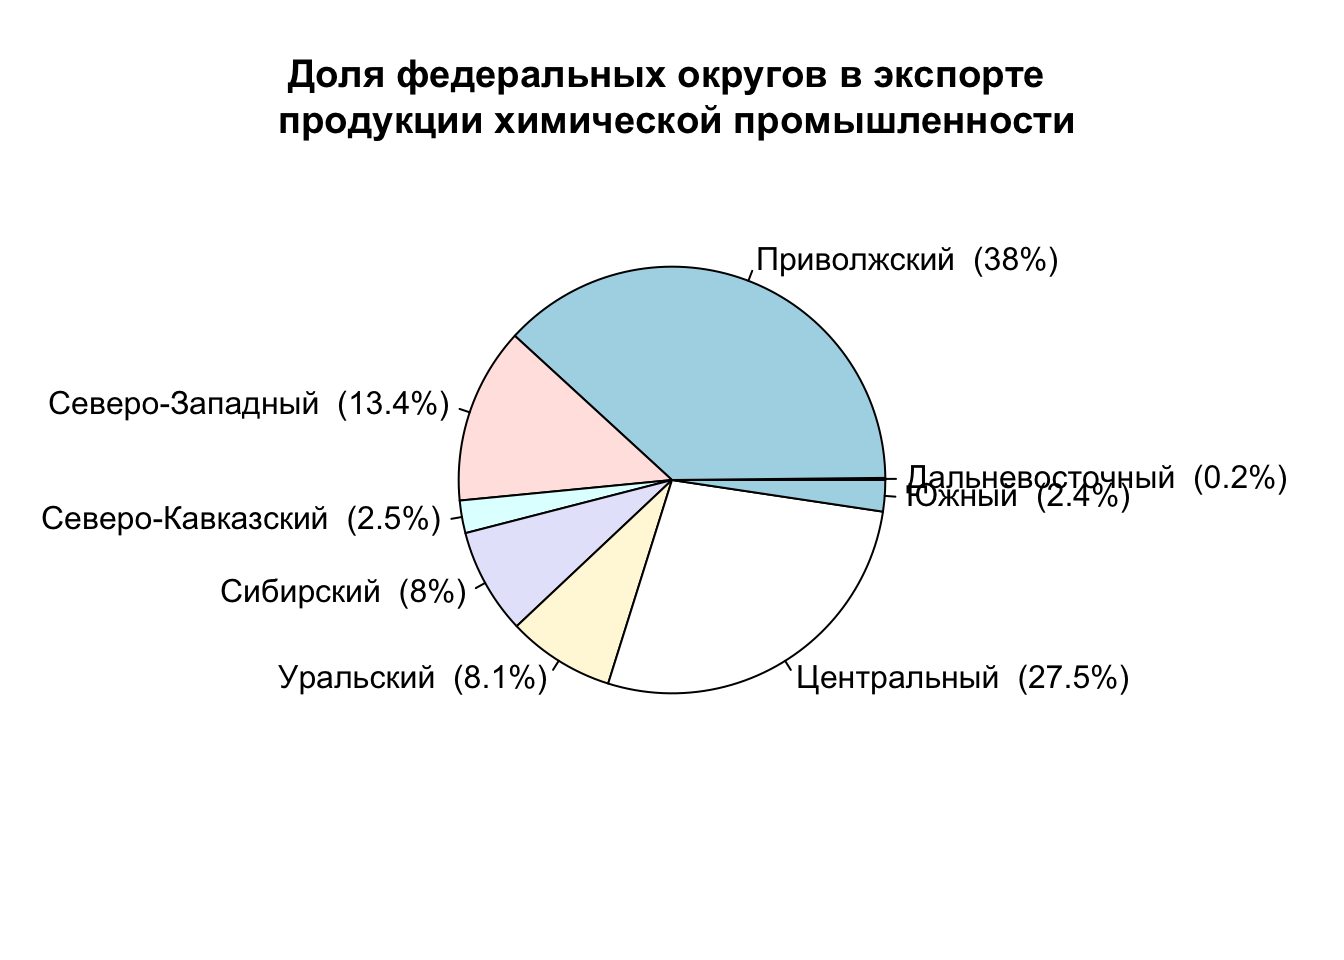 Доля федеральных округов в экспорте
продукции химической промышленности
Приволжский (38%)
Северо-Западный (13.4%)
Дальневосточный (0.2%)
Южный (2.4%)
Северо-Кавказский (2.5%)
Сибирский (8%)
Уральский (8.1%)
Центральный (27.5%)